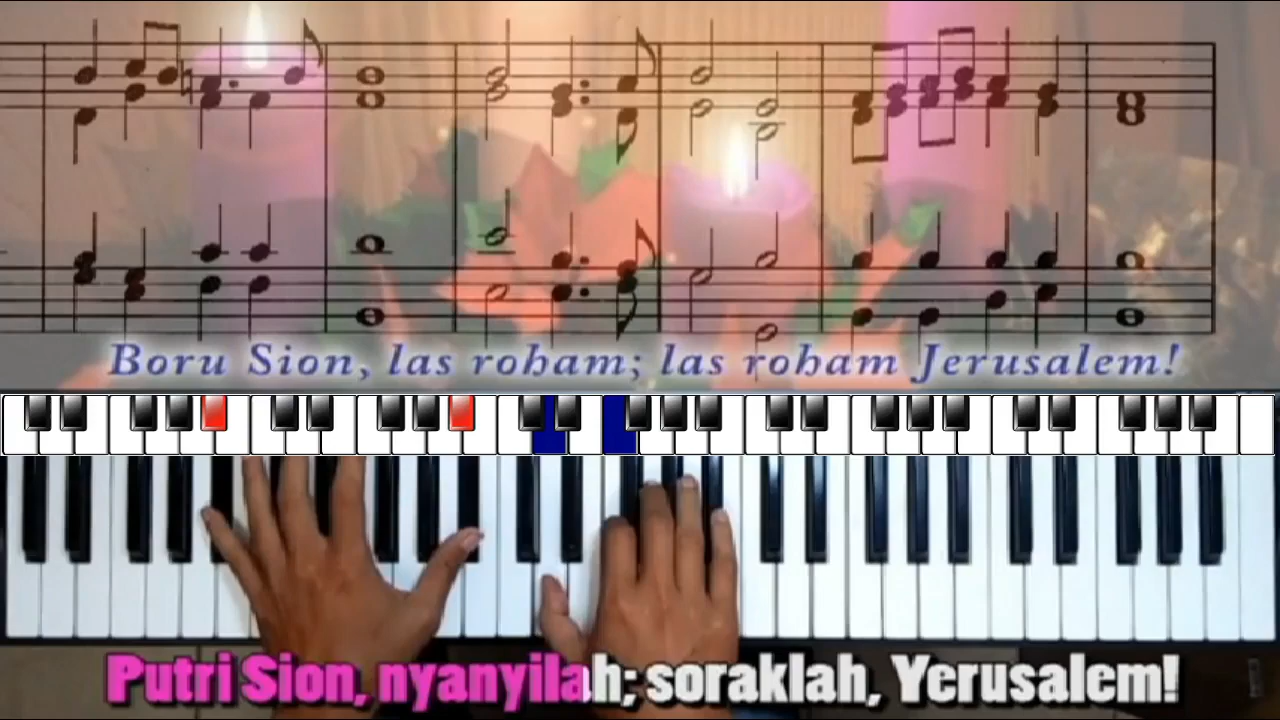 Boru Sion, las roham; las roham Jerusalem!
Putri Sion, nyanyilah; soraklah, Yerusalem!